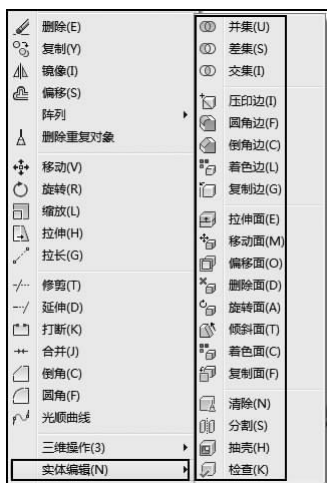 删除(E)
复制(Y)
镜像(I)
偏移(S)
阵列
删除重复对象
移动(V)
旋转(R)
缩放(L)
拉伸(H)
拉长(G)
修剪(T)
延伸(D)
打断(K)
合并(J)
倒角(C)
圆角(F)
光顺曲线
三维操作(3)
实体编辑(N)
并集(U)
差集(S)
交集(I)
压印边(I)
圆角边(F)
倒角边(A)
着色边(L)
复制边(G)
拉伸面(E)
移动面(M)
偏移面(O)
删除面(D)
旋转面(A)
倾斜面(T)
着色面(C)
复制面(F)
清除(N)
分割(S)
抽壳(H)
检查(K)